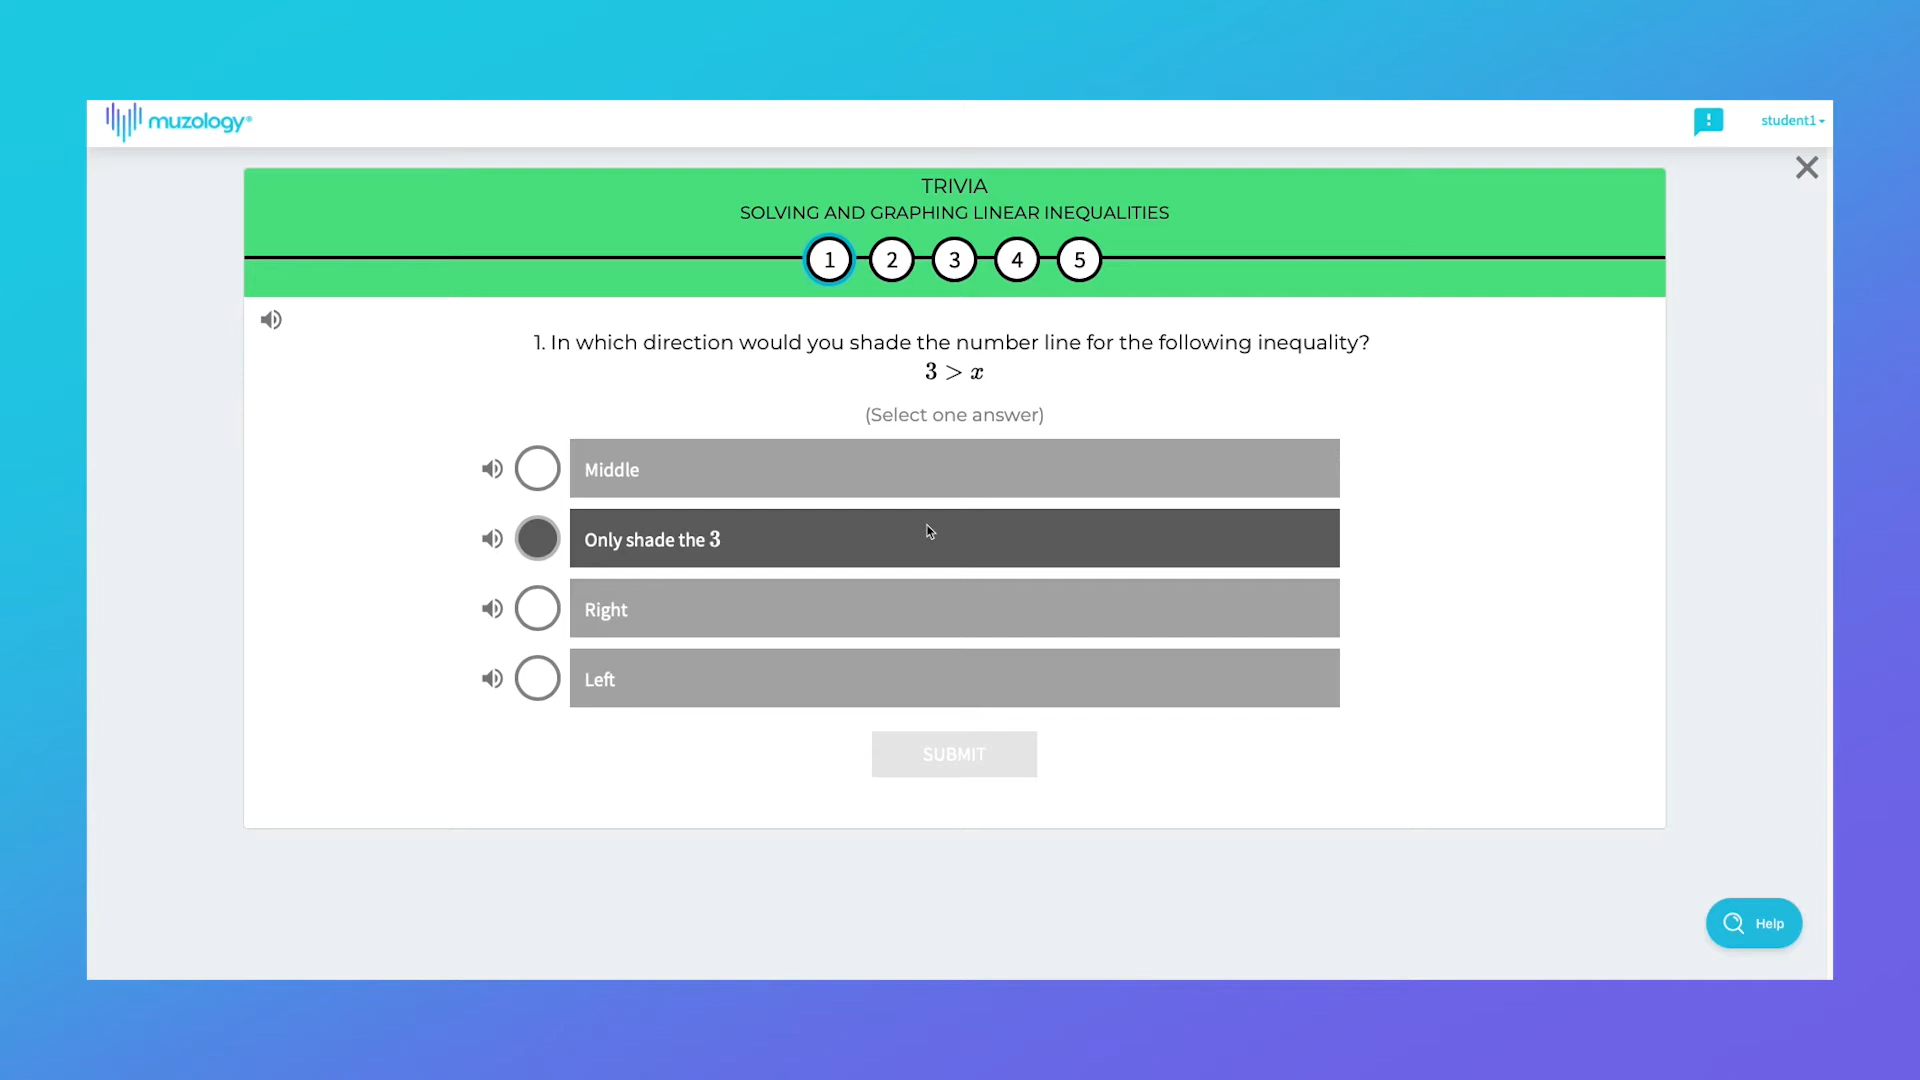 muzology®
student1
TRIVIA
SOLVING AND GRAPHING LINEAR INEQUALITIES
1 2 3 4 5
1. In which direction would you shade the number line for the following inequality?
3 > x
(Select one answer)
Middle
Only shade the 3
Right
Left
SUBMIT
Help